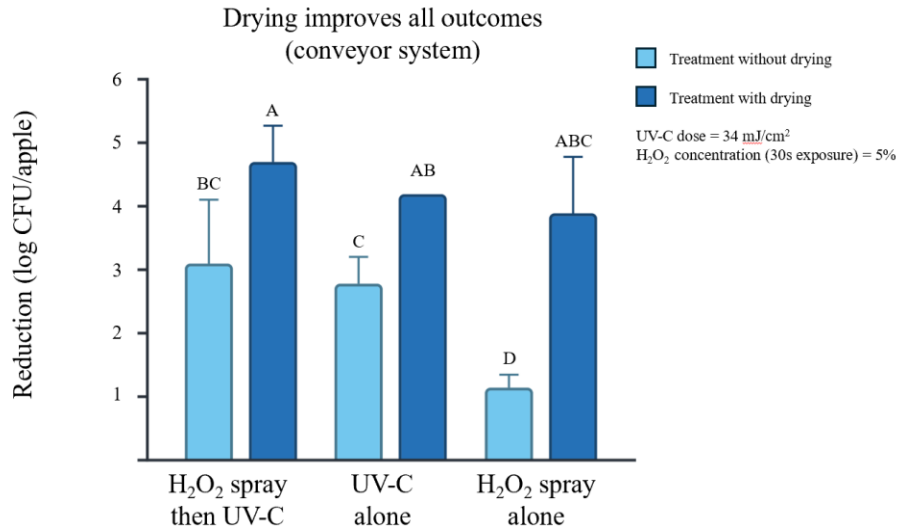 Drying improves all outcomes
(conveyor system)
Treatment without drying
Treatment with drying
UV-C dose = 34 mJ/cm²
H₂O₂ concentration (30s exposure) = 5%
Reduction (log CFU/apple)
6
5
4
3
2
1
BC
A
C
AB
D
ABC
H₂O₂ spray
then UV-C
UV-C
alone
H₂O₂ spray
alone